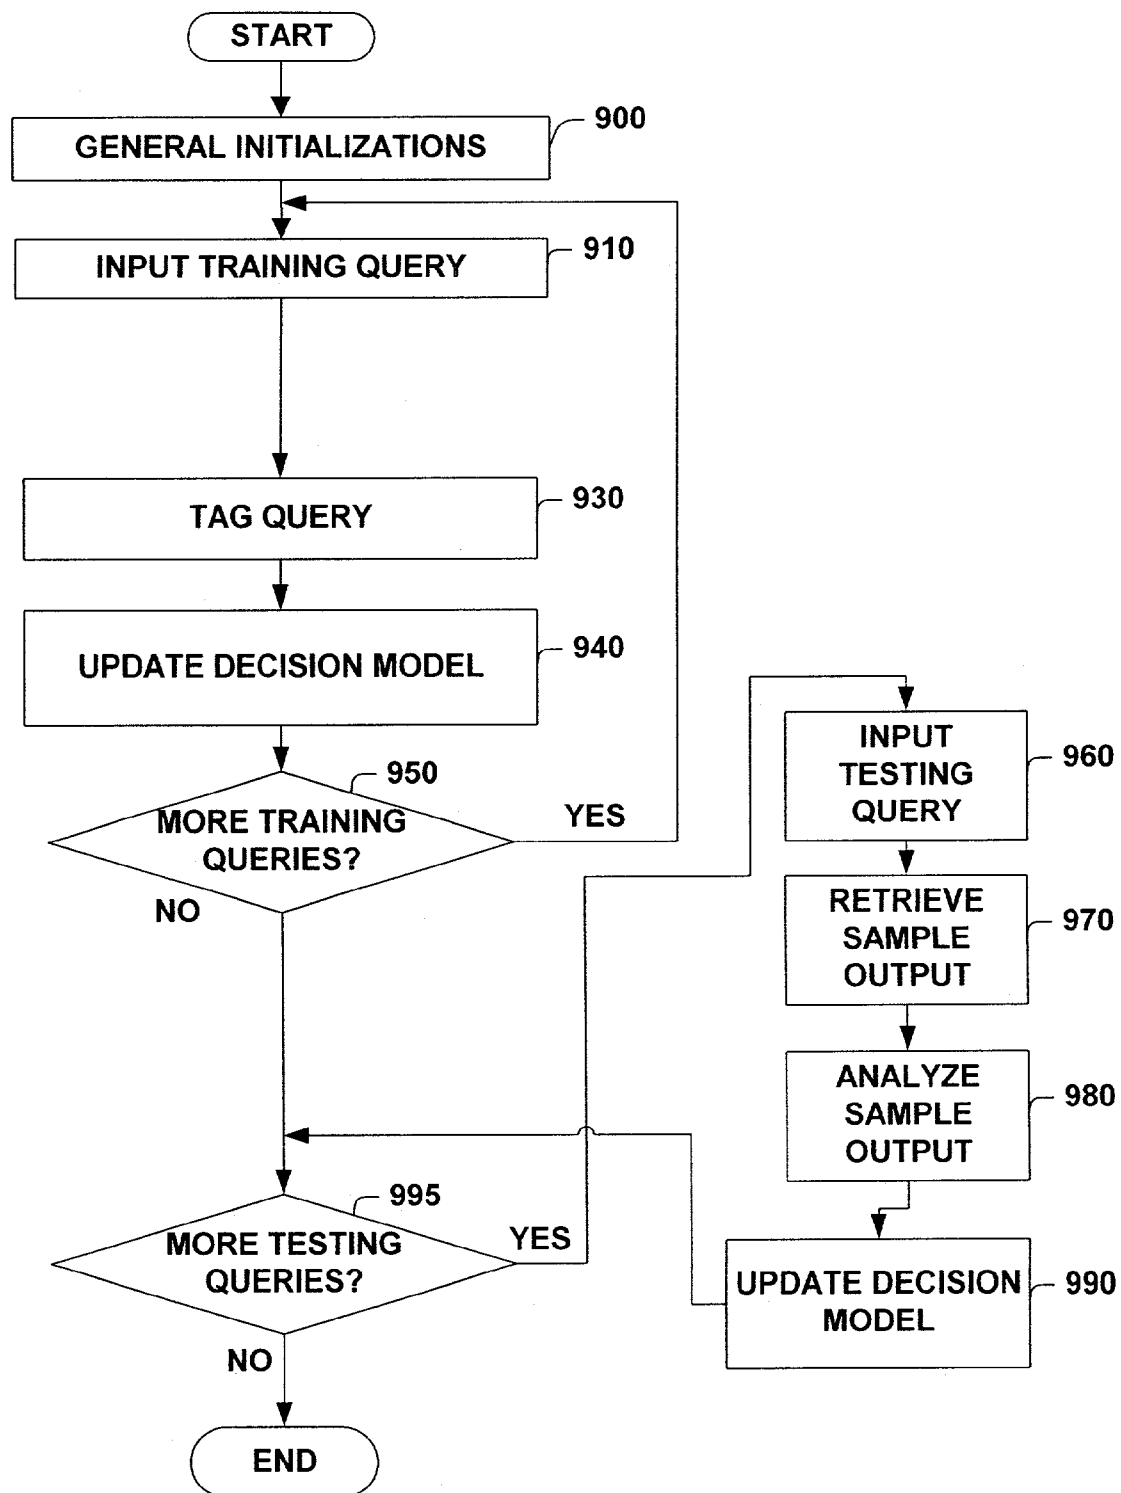 START
GENERAL INITIALIZATIONS
900
INPUT TRAINING QUERY
910
TAG QUERY
930
UPDATE DECISION MODEL
940
950
MORE TRAINING
QUERIES?
YES
NO
INPUT
TESTING
QUERY
960
RETRIEVE
SAMPLE
OUTPUT
970
ANALYZE
SAMPLE
OUTPUT
980
UPDATE DECISION
MODEL
990
995
MORE TESTING
QUERIES?
YES
NO
END